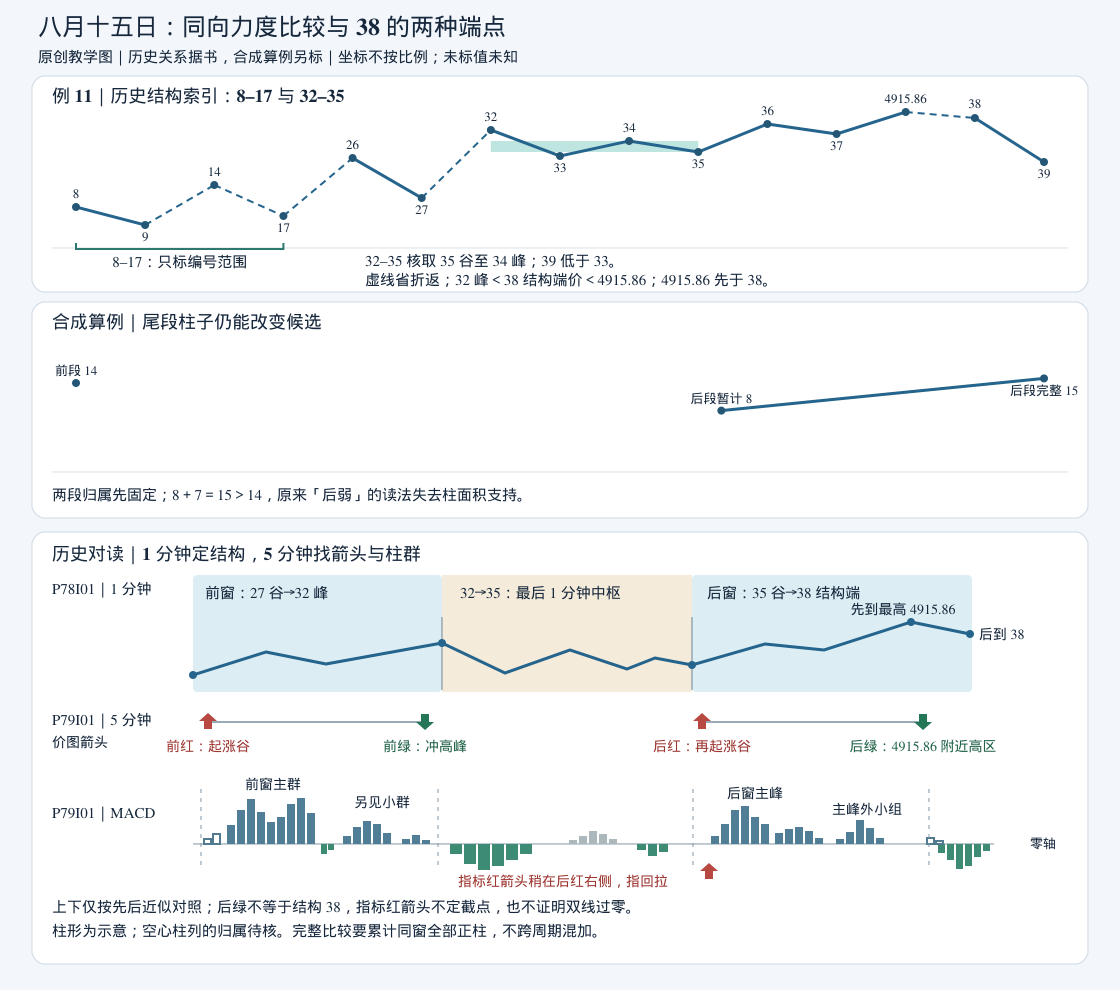 八月十五日：同向力度比较与 38 的两种端点
原创教学图｜历史关系据书，合成算例另标｜坐标不按比例；未标值未知
例 11｜历史结构索引：8–17 与 32–35
8
9
14
17
26
27
32
33
34
35
36
37
4915.86
38
39
8–17：只标编号范围
32–35 核取 35 谷至 34 峰；39 低于 33。
虚线省折返；32 峰 < 38 结构端价 < 4915.86；4915.86 先于 38。
合成算例｜尾段柱子仍能改变候选
前段 14
后段暂计 8
后段完整 15
两段归属先固定；8 + 7 = 15 > 14，原来「后弱」的读法失去柱面积支持。
历史对读｜1 分钟定结构，5 分钟找箭头与柱群
P78I01｜1 分钟
前窗：27 谷→32 峰
32→35：最后 1 分钟中枢
后窗：35 谷→38 结构端
先到最高 4915.86
后到 38
P79I01｜5 分钟
价图箭头
前红：起涨谷
前绿：冲高峰
后红：再起涨谷
后绿：4915.86 附近高区
P79I01｜MACD
前窗主群
另见小群
后窗主峰
主峰外小组
零轴
指标红箭头稍在后红右侧，指回拉
上下仅按先后近似对照；后绿不等于结构 38，指标红箭头不定截点，也不证明双线过零。
柱形为示意；空心柱列的归属待核。完整比较要累计同窗全部正柱，不跨周期混加。